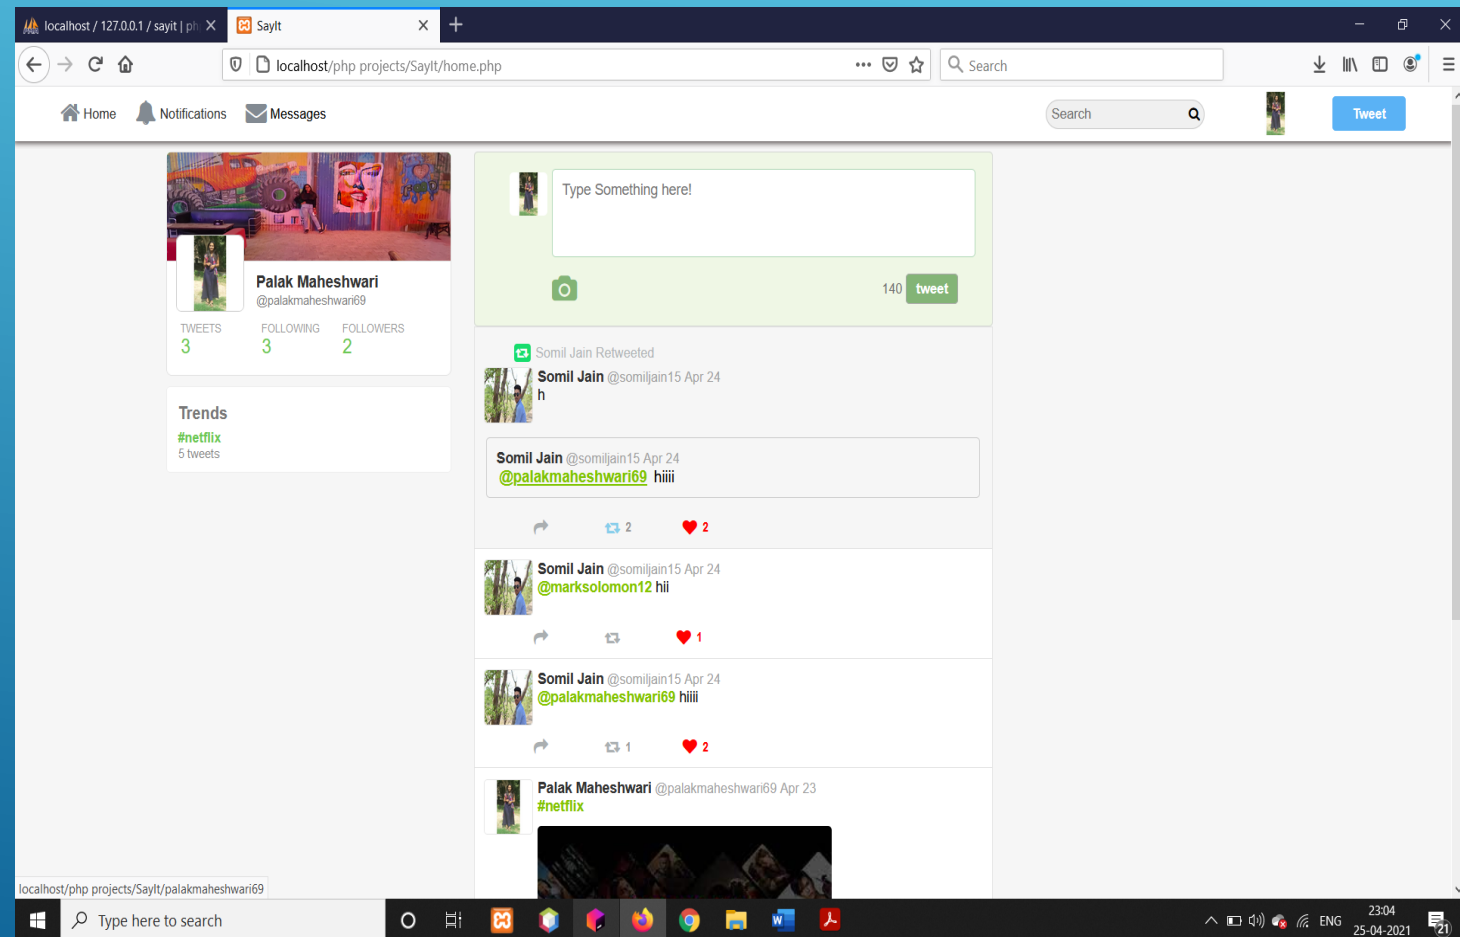 localhost / 127.0.0.1 / sayit | ph
SayIt
localhost/php projects/SayIt/home.php
Search
Home
Notifications
Messages
Search
Tweet
Palak Maheshwari
@palakmaheshwari69
TWEETS FOLLOWING FOLLOWERS
3 3 2
Trends
#netflix
5 tweets
Type Something here!
140 tweet
Somil Jain Retweeted
Somil Jain @somiljain15 Apr 24
h
Somil Jain @somiljain15 Apr 24
@palakmaheshwari69 hiiii
2 2
Somil Jain @somiljain15 Apr 24
@marksolomon12 hii
1
Somil Jain @somiljain15 Apr 24
@palakmaheshwari69 hiiii
1 2
Palak Maheshwari @palakmaheshwari69 Apr 23
#netflix
localhost/php projects/SayIt/palakmaheshwari69
Type here to search
ENG
23:04
25-04-2021
21